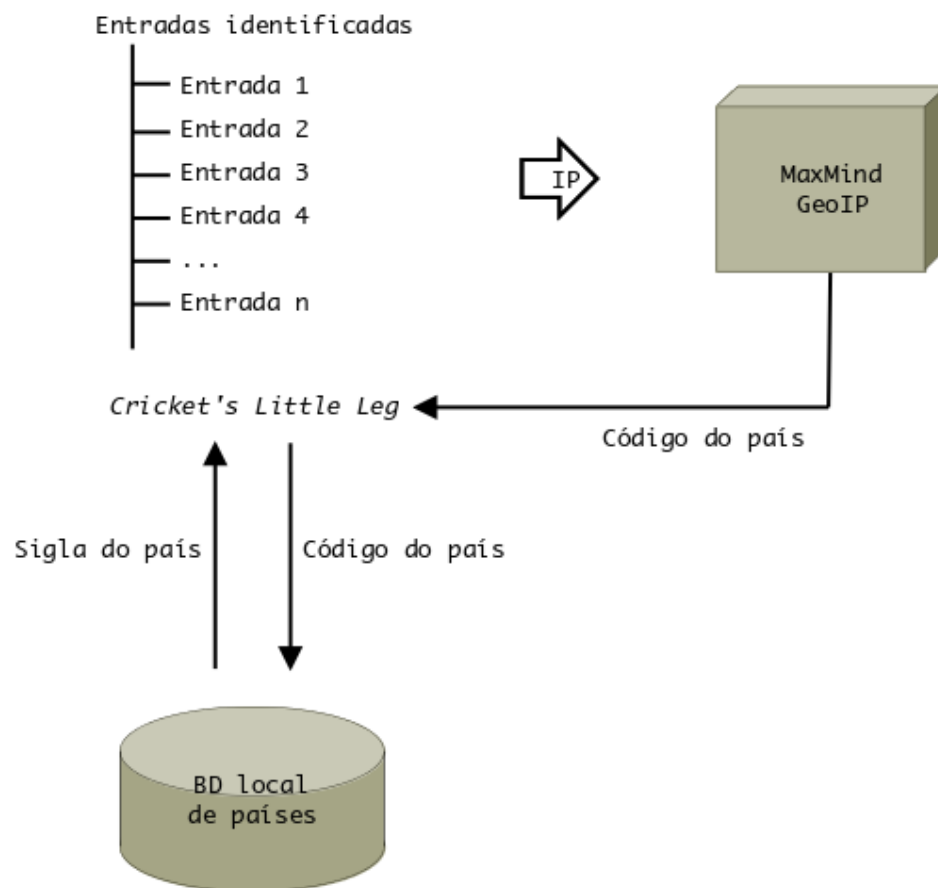 Entradas identificadas
Entrada 1
Entrada 2
Entrada 3
Entrada 4
...
Entrada n
IP
MaxMind
GeoIP
Cricket's Little Leg
Código do país
Sigla do país
Código do país
BD local
de países